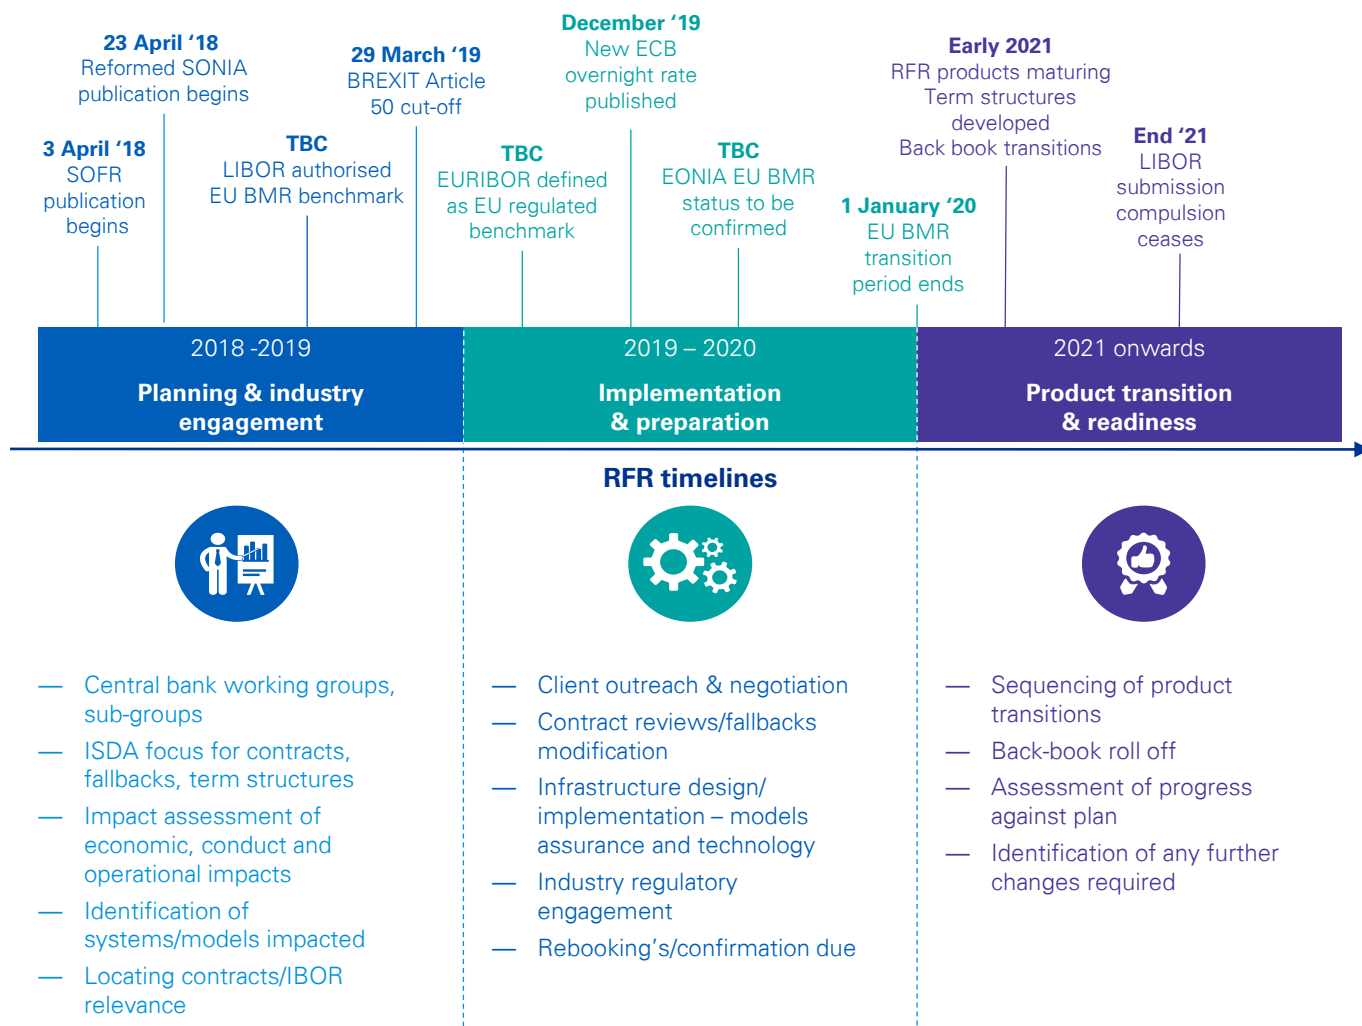 23 April ‘18
Reformed SONIA
publication begins
3 April ‘18
SOFR
publication
begins
TBC
LIBOR authorised
EU BMR benchmark
29 March ‘19
BREXIT Article
50 cut-off
TBC
EURIBOR defined
as EU regulated
benchmark
December ‘19
New ECB
overnight rate
published
TBC
EONIA EU BMR
status to be
confirmed
1 January ‘20
EU BMR
transition
period ends
Early 2021
RFR products maturing
Term structures
developed
Back book transitions
End ‘21
LIBOR
submission
compulsion
ceases
2018 -2019
Planning & industry
engagement
2019 – 2020
Implementation
& preparation
2021 onwards
Product transition
& readiness
RFR timelines
— Central bank working groups,
sub-groups
— ISDA focus for contracts,
fallbacks, term structures
— Impact assessment of
economic, conduct and
operational impacts
— Identification of
systems/models impacted
— Locating contracts/IBOR
relevance
— Client outreach & negotiation
— Contract reviews/fallbacks
modification
— Infrastructure design/
implementation – models
assurance and technology
— Industry regulatory
engagement
— Rebooking’s/confirmation due
— Sequencing of product
transitions
— Back-book roll off
— Assessment of progress
against plan
— Identification of any further
changes required